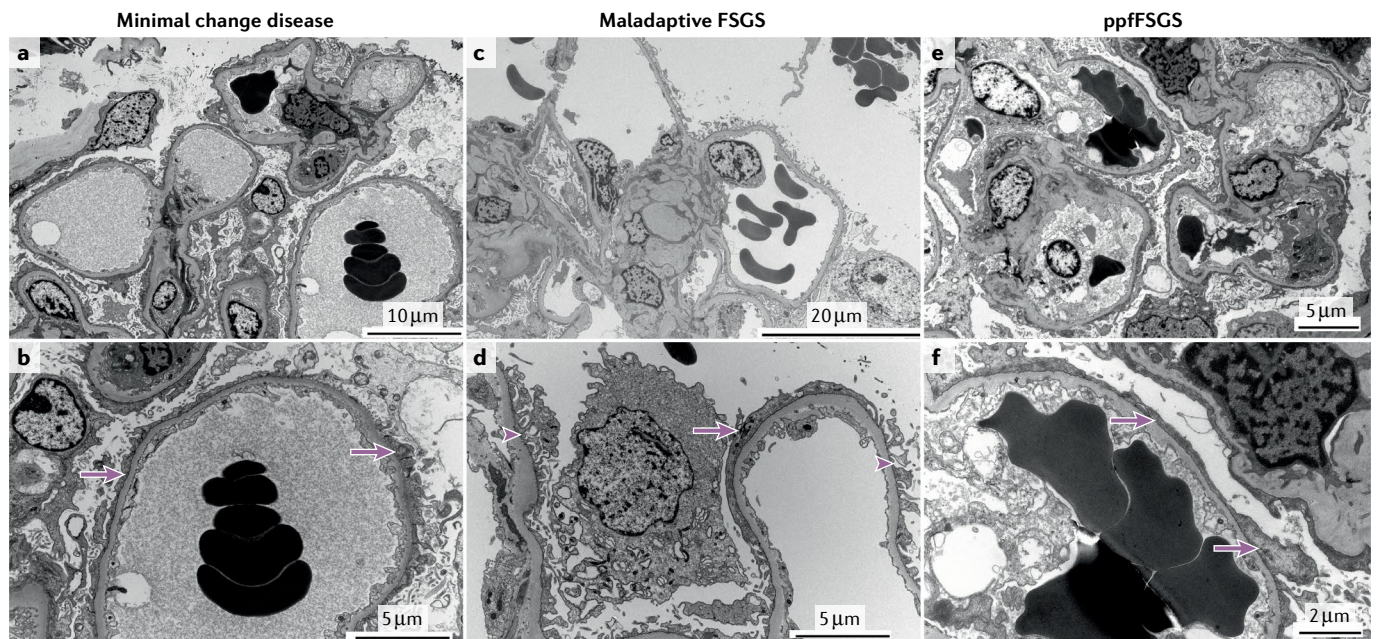 Minimal change disease
Maladaptive FSGS
ppfFSGS
a
c
e
10 µm
20 µm
5 µm
b
d
f
5 µm
5 µm
2 µm